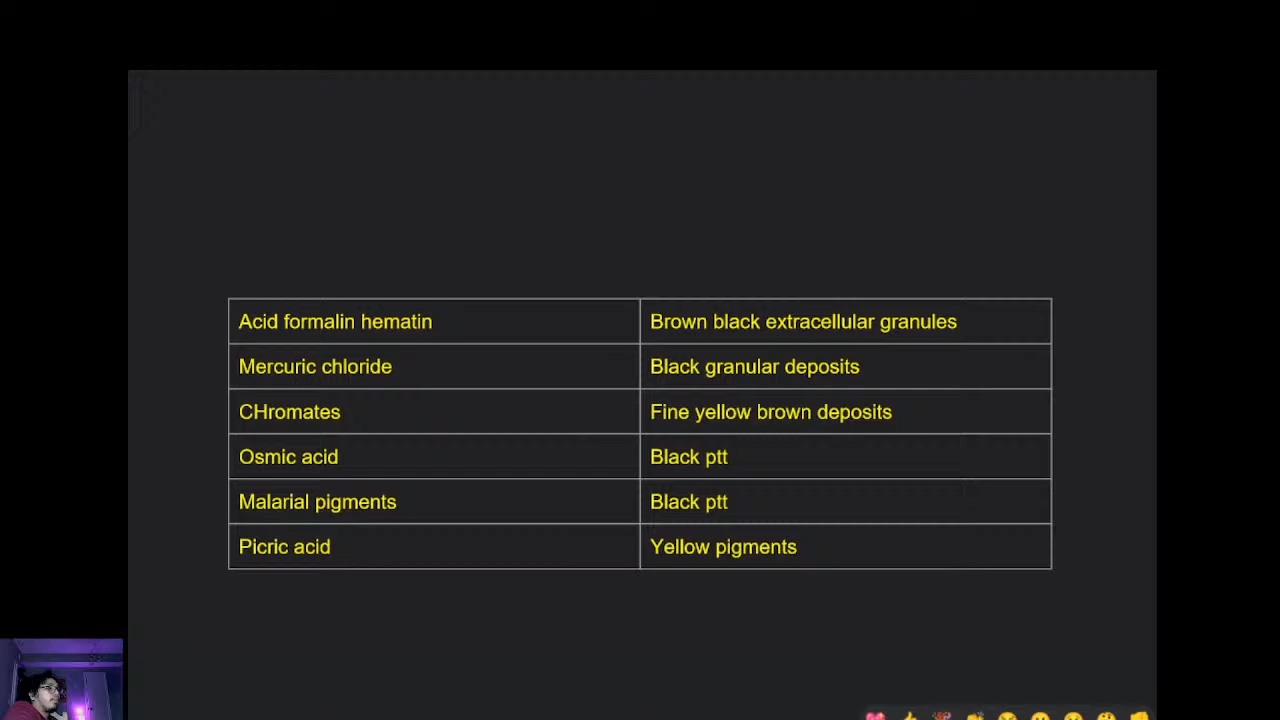 Acid formalin hematin Brown black extracellular granules
Mercuric chloride Black granular deposits
CHromates Fine yellow brown deposits
Osmic acid Black ptt
Malarial pigments Black ptt
Picric acid Yellow pigments